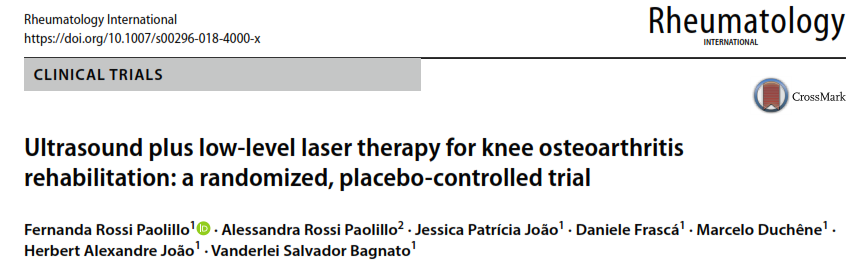 Rheumatology International
https://doi.org/10.1007/s00296-018-4000-x
Rheumatology
INTERNATIONAL
CLINICAL TRIALS
CrossMark
Ultrasound plus low-level laser therapy for knee osteoarthritis
rehabilitation: a randomized, placebo-controlled trial
Fernanda Rossi Paolillo¹ iD · Alessandra Rossi Paolillo² · Jessica Patrícia João¹ · Daniele Frascá¹ · Marcelo Duchêne¹ ·
Herbert Alexandre João¹ · Vanderlei Salvador Bagnato¹